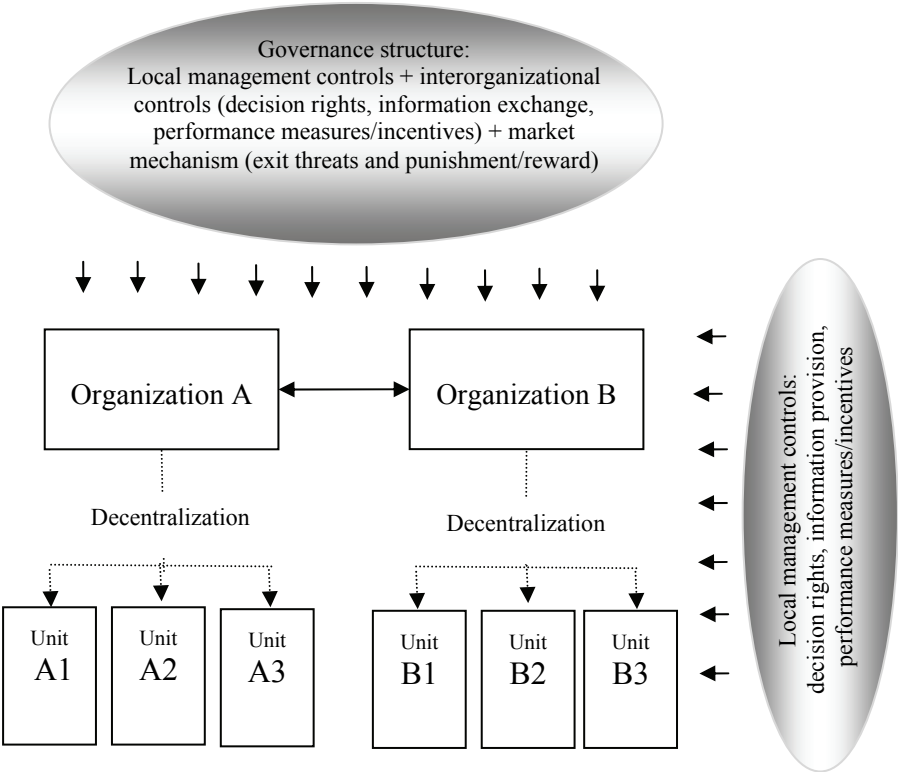 Governance structure:
Local management controls + interorganizational
controls (decision rights, information exchange,
performance measures/incentives) + market
mechanism (exit threats and punishment/reward)
Organization A
Organization B
Local management controls:
decision rights, information provision,
performance measures/incentives
Decentralization
Decentralization
Unit
A1
Unit
A2
Unit
A3
Unit
B1
Unit
B2
Unit
B3